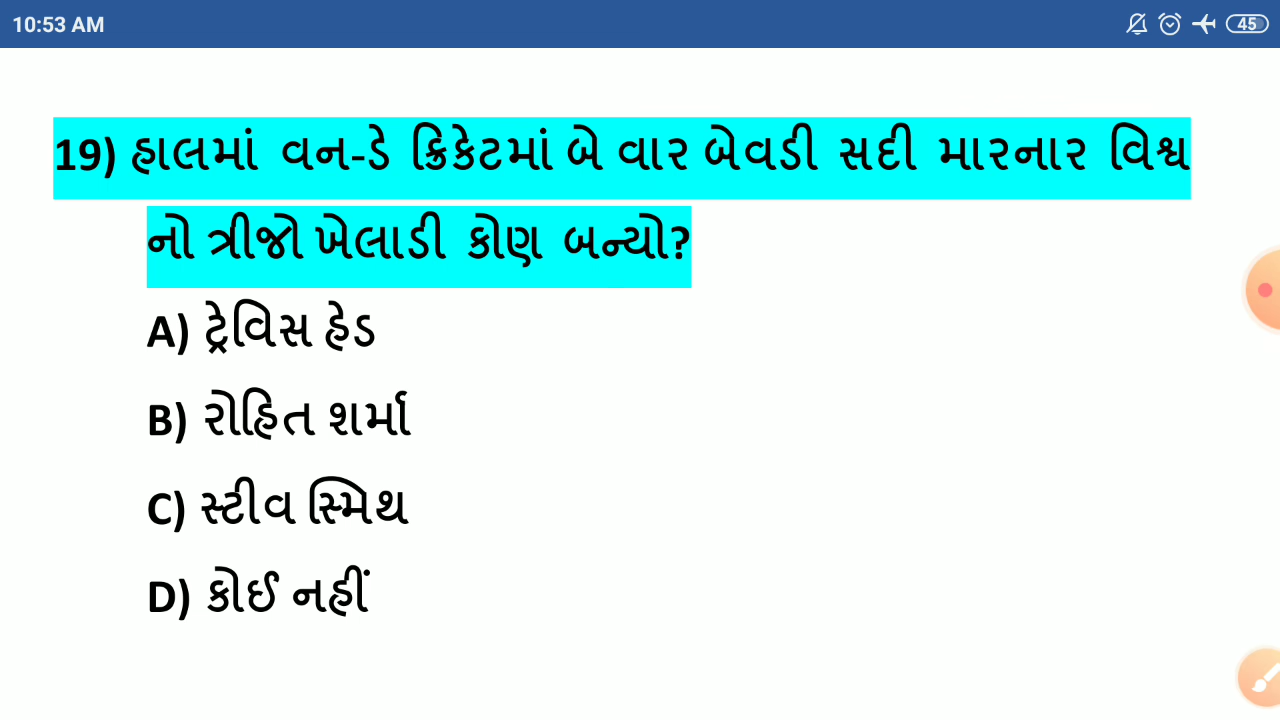 10:53 AM
45
19) હાલમાં વન-ડે ક્રિકેટમાં બે વાર બેવડી સદી મારનાર વિશ્વ
નો ત્રીજો ખેલાડી કોણ બન્યો?
A) ટ્રેવિસ હેડ
B) રોહિત શર્મા
C) સ્ટીવ સ્મિથ
D) કોઈ નહીં